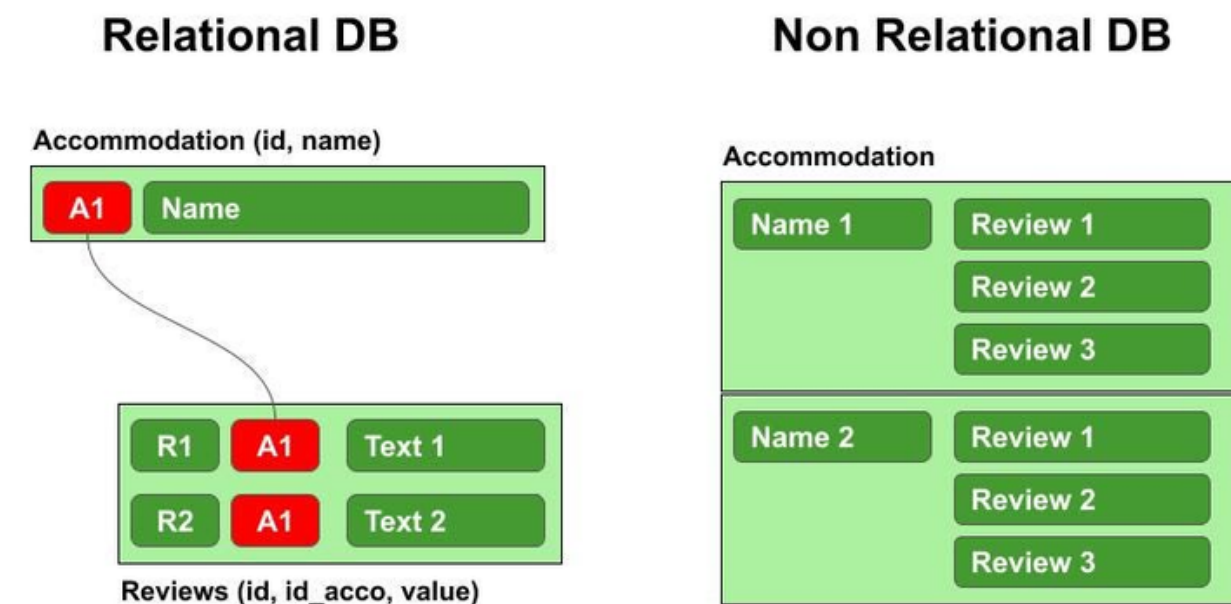 Relational DB
Accommodation (id, name)
A1 Name
R1 A1 Text 1
R2 A1 Text 2
Reviews (id, id_acco, value)
Non Relational DB
Accommodation
Name 1 Review 1
Review 2
Review 3
Name 2 Review 1
Review 2
Review 3